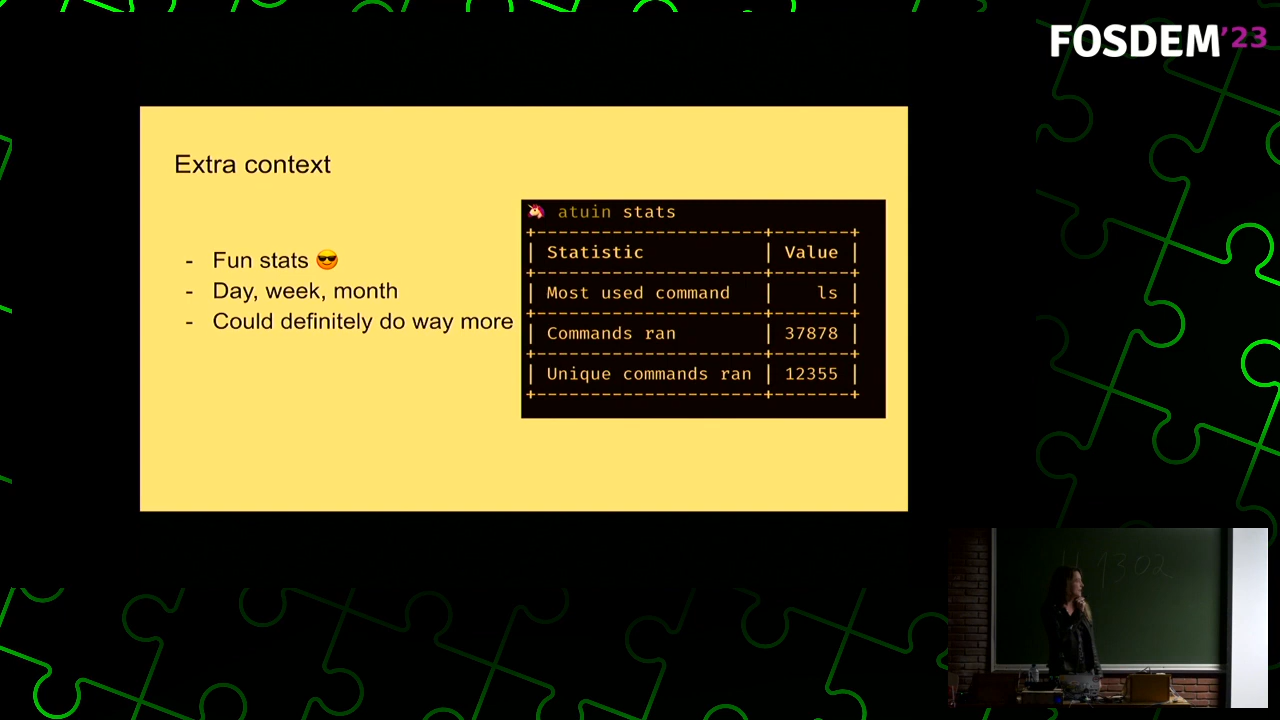 FOSDEM'23
Extra context
- Fun stats 😎
- Day, week, month
- Could definitely do way more
🦄 atuin stats
+----------------------+-------+
| Statistic | Value |
+----------------------+-------+
| Most used command | ls |
+----------------------+-------+
| Commands ran | 37878 |
+----------------------+-------+
| Unique commands ran | 12355 |
+----------------------+-------+